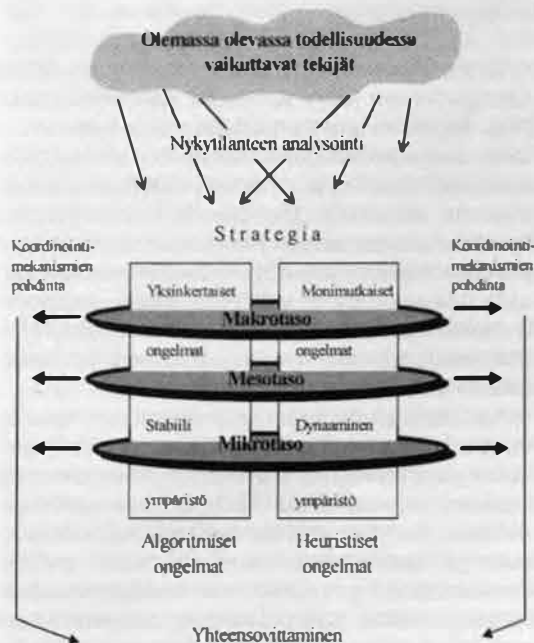 Olemassa olevassa todellisuudessa
vaikuttavat tekijät
Nykytilanteen analysointi
Strategia
Koordinointi-
mekanismien
pohdinta
Koordinointi-
mekanismien
pohdinta
Yksinkertaiset
Monimutkaiset
Makrotaso
ongelmat
ongelmat
Mesotaso
Stabiili
Dynaaminen
Mikrotaso
ympäristö
ympäristö
Algoritmiset
ongelmat
Heuristiset
ongelmat
Yhteensovittaminen